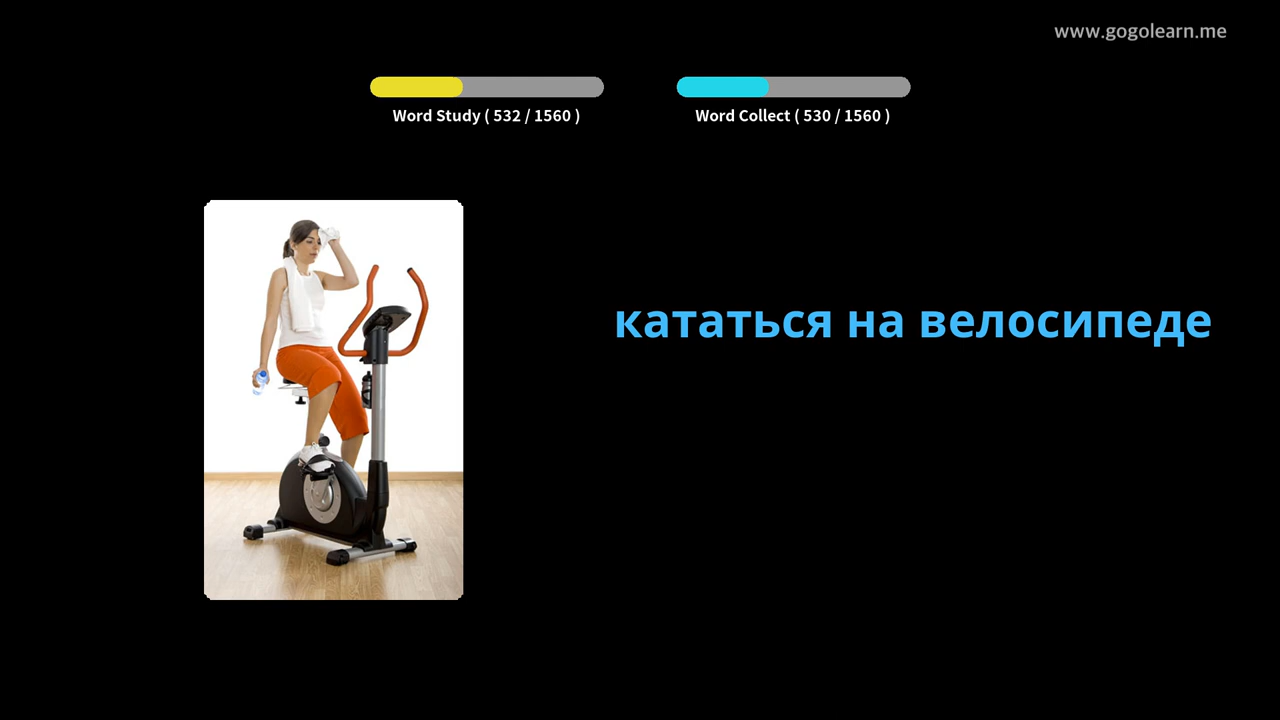 www.gogolearn.me
Word Study ( 532 / 1560 )
Word Collect ( 530 / 1560 )
кататься на велосипеде